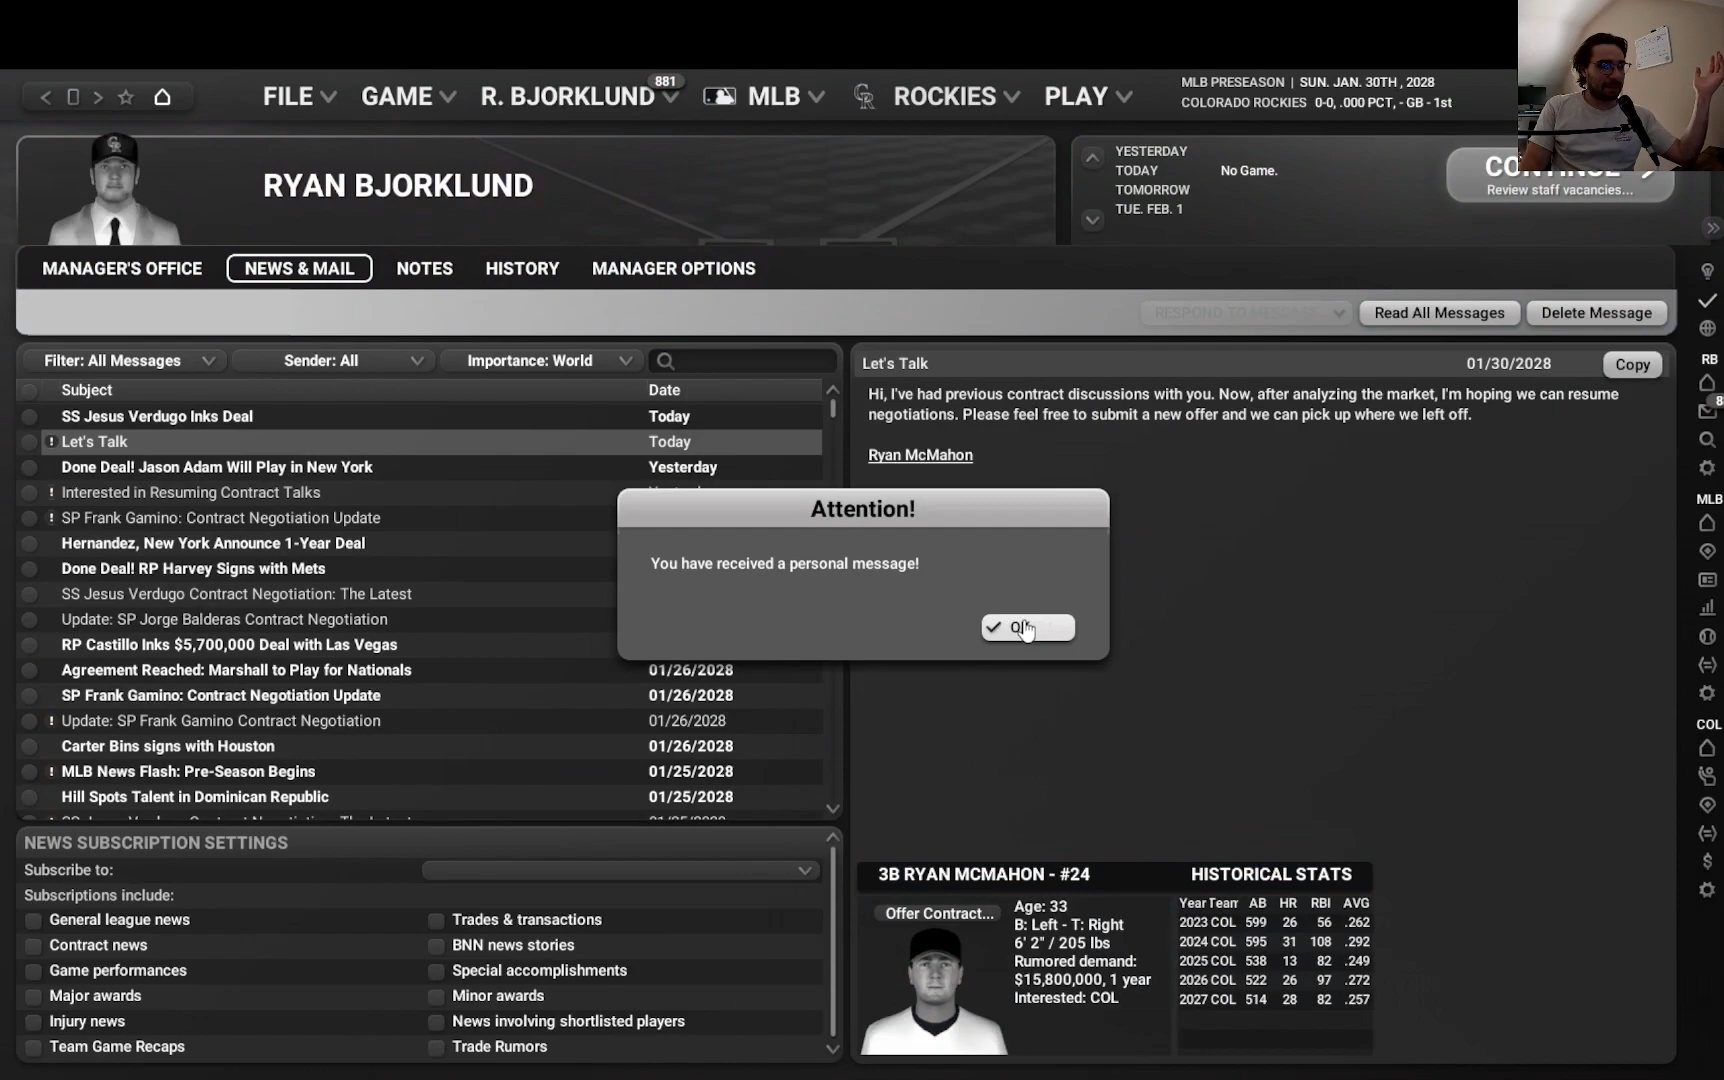 FILE
GAME
R. BJORKLUND
881
MLB
ROCKIES
PLAY
MLB PRESEASON | SUN. JAN. 30TH , 2028
COLORADO ROCKIES 0-0, .000 PCT, - GB - 1st
RYAN BJORKLUND
YESTERDAY
TODAY
No Game.
TOMORROW
TUE. FEB. 1
Review staff vacancies...
MANAGER'S OFFICE
NEWS & MAIL
NOTES
HISTORY
MANAGER OPTIONS
Read All Messages
Delete Message
Filter: All Messages
Sender: All
Importance: World
Subject
Date
SS Jesus Verdugo Inks Deal
Today
! Let's Talk
Today
Done Deal! Jason Adam Will Play in New York
Yesterday
! Interested in Resuming Contract Talks
! SP Frank Gamino: Contract Negotiation Update
Hernandez, New York Announce 1-Year Deal
Done Deal! RP Harvey Signs with Mets
SS Jesus Verdugo Contract Negotiation: The Latest
Update: SP Jorge Balderas Contract Negotiation
RP Castillo Inks $5,700,000 Deal with Las Vegas
Agreement Reached: Marshall to Play for Nationals
01/26/2028
SP Frank Gamino: Contract Negotiation Update
01/26/2028
! Update: SP Frank Gamino Contract Negotiation
01/26/2028
Carter Bins signs with Houston
01/26/2028
! MLB News Flash: Pre-Season Begins
01/25/2028
Hill Spots Talent in Dominican Republic
01/25/2028
Let's Talk
01/30/2028
Copy
Hi, I've had previous contract discussions with you. Now, after analyzing the market, I'm hoping we can resume
negotiations. Please feel free to submit a new offer and we can pick up where we left off.
Ryan McMahon
Attention!
You have received a personal message!
NEWS SUBSCRIPTION SETTINGS
Subscribe to:
Subscriptions include:
General league news
Trades & transactions
Contract news
BNN news stories
Game performances
Special accomplishments
Major awards
Minor awards
Injury news
News involving shortlisted players
Team Game Recaps
Trade Rumors
3B RYAN MCMAHON - #24
Offer Contract...
Age: 33
B: Left - T: Right
6' 2" / 205 lbs
Rumored demand:
$15,800,000, 1 year
Interested: COL
HISTORICAL STATS
Year Team AB HR RBI AVG
2023 COL 599 26 56 .262
2024 COL 595 31 108 .292
2025 COL 538 13 82 .249
2026 COL 522 26 97 .272
2027 COL 514 28 82 .257
RB
8
MLB
COL